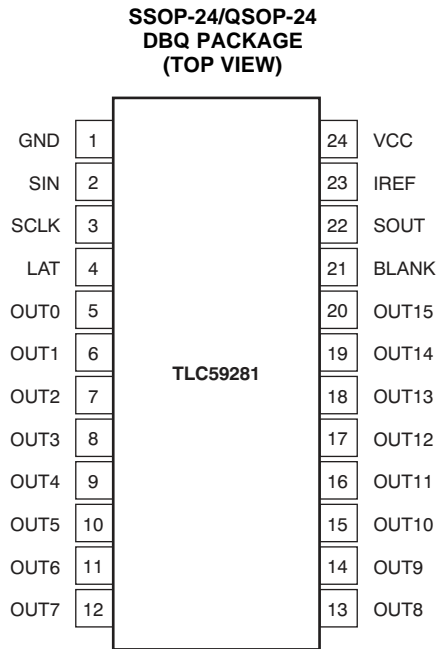 SSOP-24/QSOP-24
DBQ PACKAGE
(TOP VIEW)
GND 1 24 VCC
SIN 2 23 IREF
SCLK 3 22 SOUT
LAT 4 21 BLANK
OUT0 5 20 OUT15
OUT1 6 19 OUT14
TLC59281
OUT2 7 18 OUT13
OUT3 8 17 OUT12
OUT4 9 16 OUT11
OUT5 10 15 OUT10
OUT6 11 14 OUT9
OUT7 12 13 OUT8